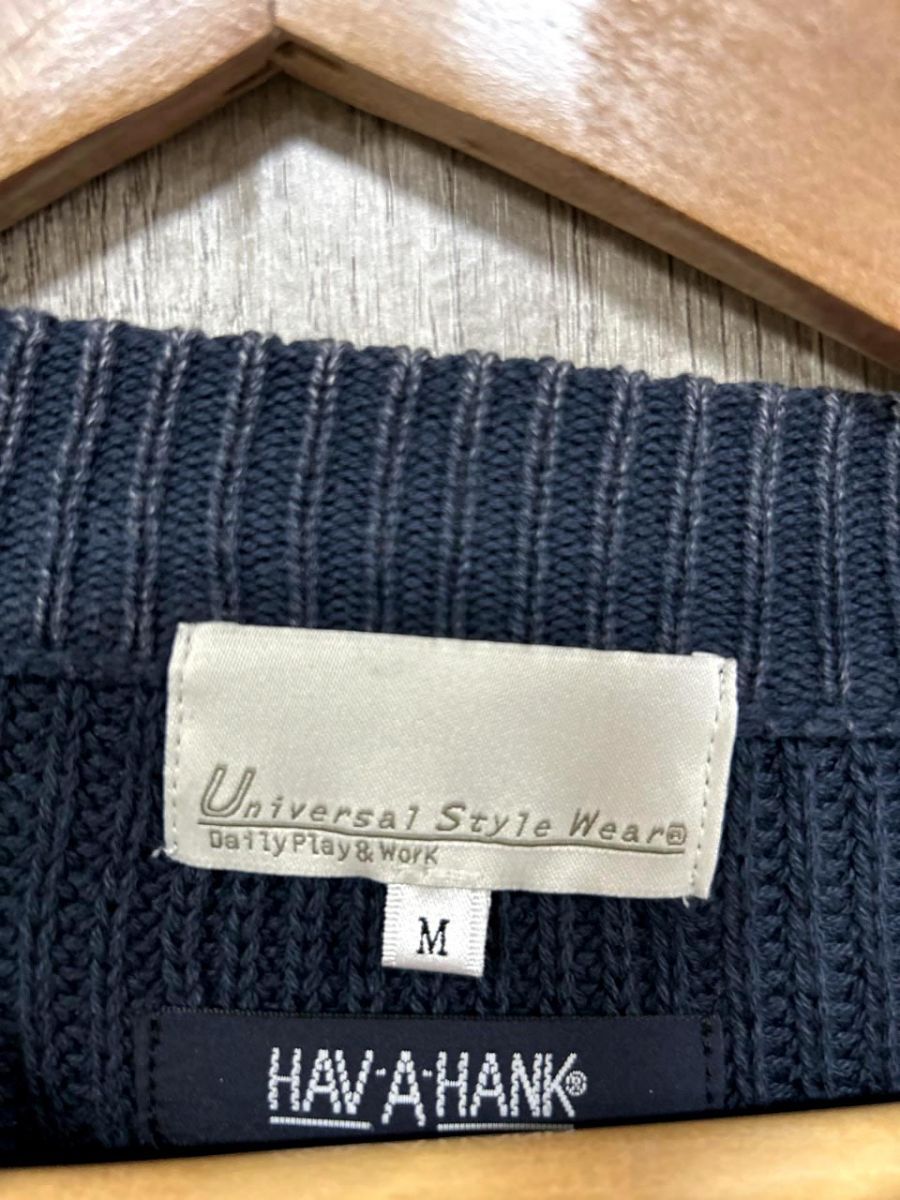 Universal Style Wear®
Daily Play & Work
M
HAV-A-HANK®